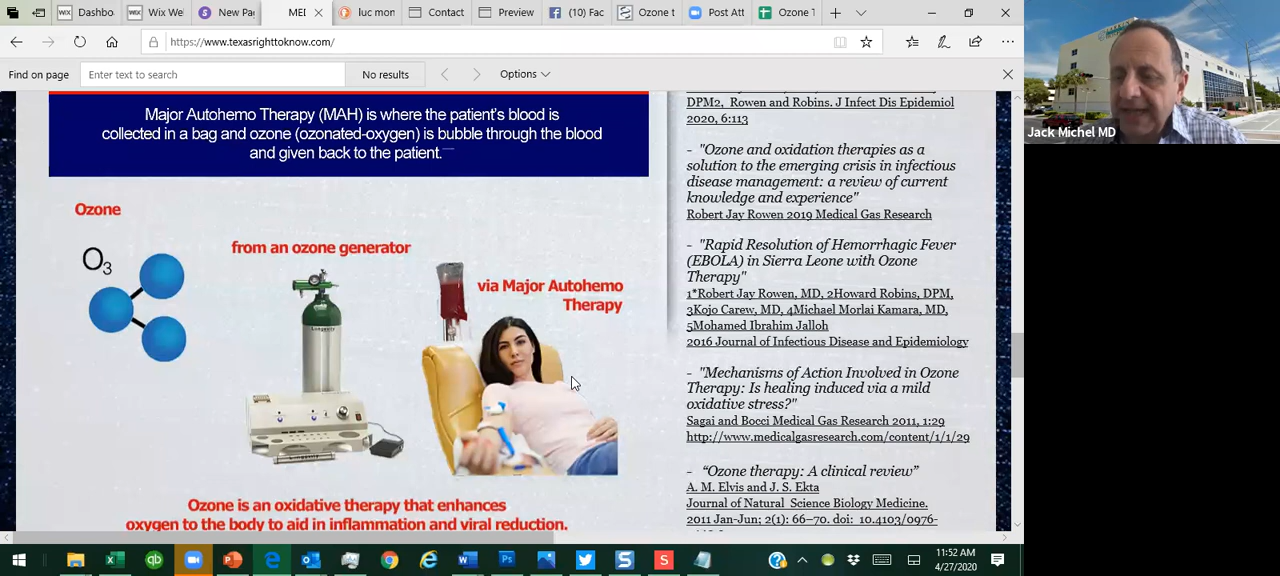 Dashbo
Wix We
New Pa
MED
luc mon
Contact
Preview
(10) Fac
Ozone t
Post Att
Ozone T
https://www.texasrighttoknow.com/
Find on page
Enter text to search
No results
Options
Major Autohemo Therapy (MAH) is where the patient's blood is
collected in a bag and ozone (ozonated-oxygen) is bubble through the blood
and given back to the patient.
Ozone
O3
from an ozone generator
via Major Autohemo
Therapy
Ozone is an oxidative therapy that enhances
oxygen to the body to aid in inflammation and viral reduction.
DPM2, Rowen and Robins. J Infect Dis Epidemiol
2020, 6:113
- "Ozone and oxidation therapies as a
solution to the emerging crisis in infectious
disease management: a review of current
knowledge and experience"
Robert Jay Rowen 2019 Medical Gas Research
- "Rapid Resolution of Hemorrhagic Fever
(EBOLA) in Sierra Leone with Ozone
Therapy"
1*Robert Jay Rowen, MD, 2Howard Robins, DPM,
3Kojo Carew, MD, 4Michael Morlai Kamara, MD,
5Mohamed Ibrahim Jalloh
2016 Journal of Infectious Disease and Epidemiology
- "Mechanisms of Action Involved in Ozone
Therapy: Is healing induced via a mild
oxidative stress?"
Sagai and Bocci Medical Gas Research 2011, 1:29
http://www.medicalgasresearch.com/content/1/1/29
- "Ozone therapy: A clinical review"
A. M. Elvis and J. S. Ekta
Journal of Natural Science Biology Medicine.
2011 Jan-Jun; 2(1): 66–70. doi: 10.4103/0976-
Jack Michel MD
11:52 AM
4/27/2020